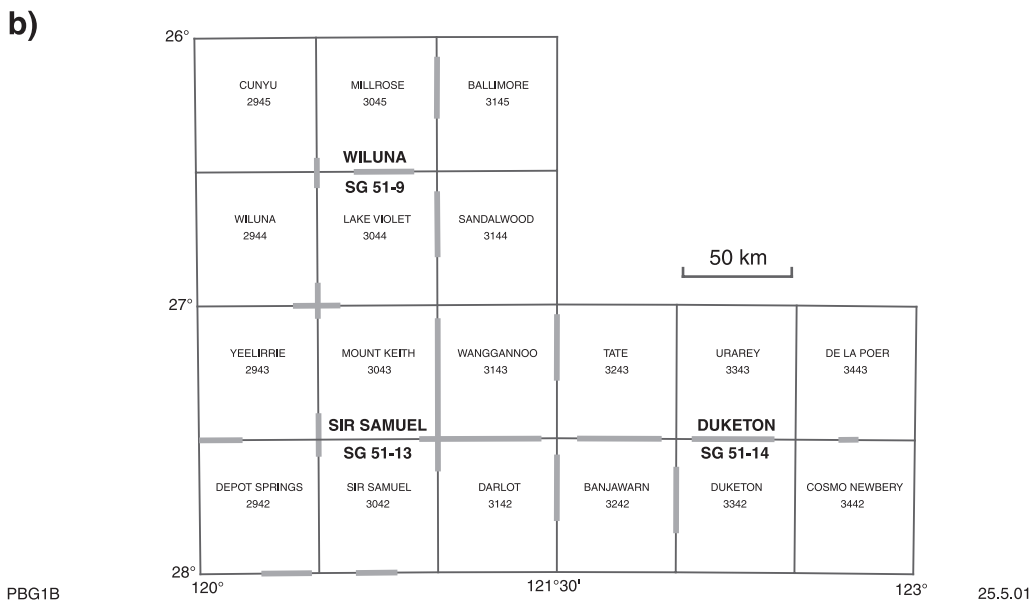 b)
26°
CUNYU
2945
MILLROSE
3045
BALLIMORE
3145
WILUNA
SG 51-9
WILUNA
2944
LAKE VIOLET
3044
SANDALWOOD
3144
50 km
27°
YEELIRRIE
2943
MOUNT KEITH
3043
WANGGANNOO
3143
TATE
3243
URAREY
3343
DE LA POER
3443
SIR SAMUEL
SG 51-13
DUKETON
SG 51-14
DEPOT SPRINGS
2942
SIR SAMUEL
3042
DARLOT
3142
BANJAWARN
3242
DUKETON
3342
COSMO NEWBERY
3442
28°
120°
121°30'
123°
PBG1B
25.5.01